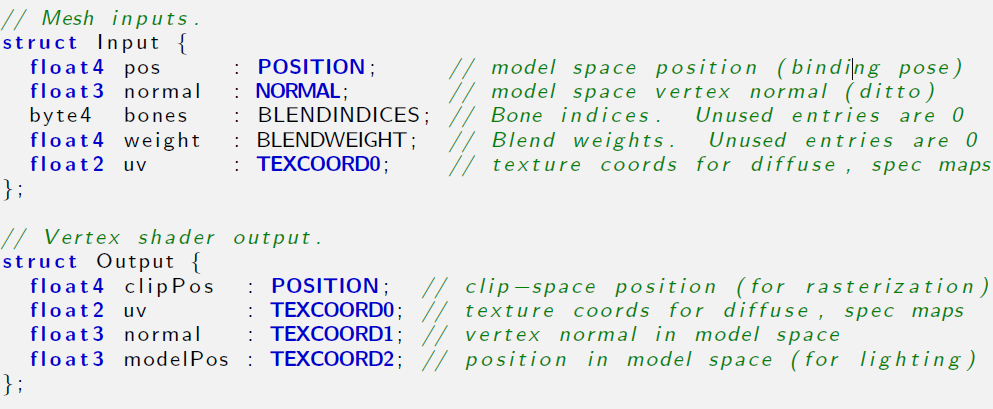 // Mesh inputs.
struct Input {
  float4 pos : POSITION; // model space position (binding pose)
  float3 normal : NORMAL; // model space vertex normal (ditto)
  byte4 bones : BLENDINDICES; // Bone indices. Unused entries are 0
  float4 weight : BLENDWEIGHT; // Blend weights. Unused entries are 0
  float2 uv : TEXCOORD0; // texture coords for diffuse, spec maps
};

// Vertex shader output.
struct Output {
  float4 clipPos : POSITION; // clip-space position (for rasterization)
  float2 uv : TEXCOORD0; // texture coords for diffuse, spec maps
  float3 normal : TEXCOORD1; // vertex normal in model space
  float3 modelPos : TEXCOORD2; // position in model space (for lighting)
};